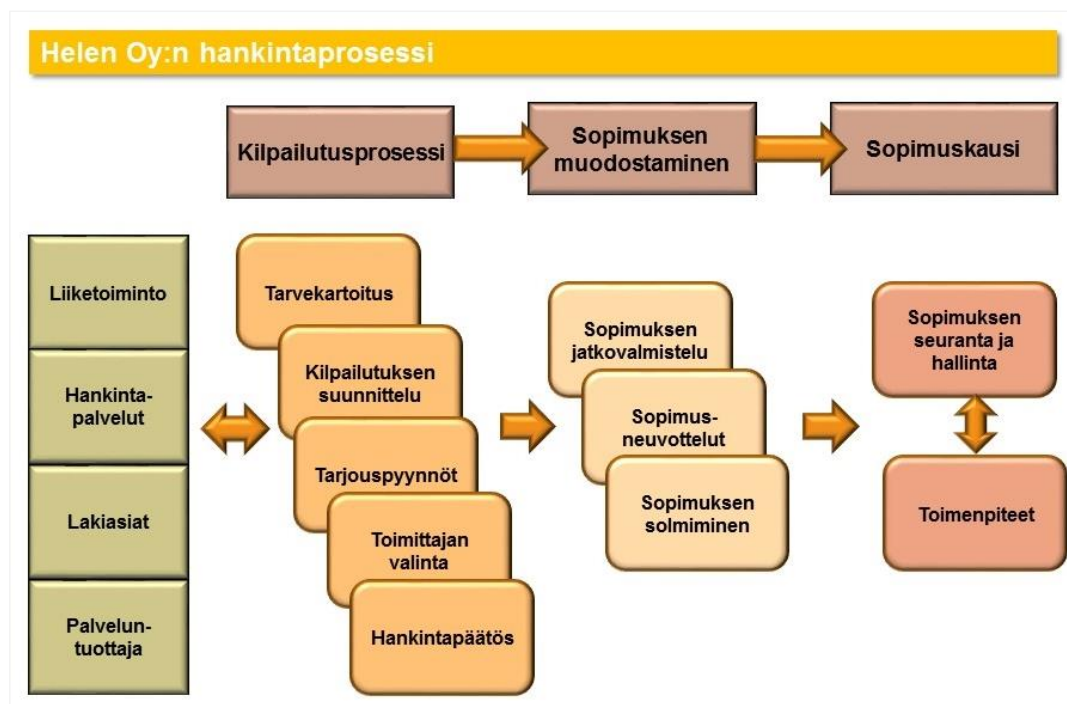 Helen Oy:n hankintaprosessi
Kilpailutusprosessi
Sopimuksen
muodostaminen
Sopimuskausi
Liiketoiminto
Hankinta-
palvelut
Lakiasiat
Palvelun-
tuottaja
Tarvekartoitus
Kilpailutuksen
suunnittelu
Tarjouspyynnöt
Toimittajan
valinta
Hankintapäätös
Sopimuksen
jatkovalmistelu
Sopimus-
neuvottelut
Sopimuksen
solmiminen
Sopimuksen
seuranta ja
hallinta
Toimenpiteet